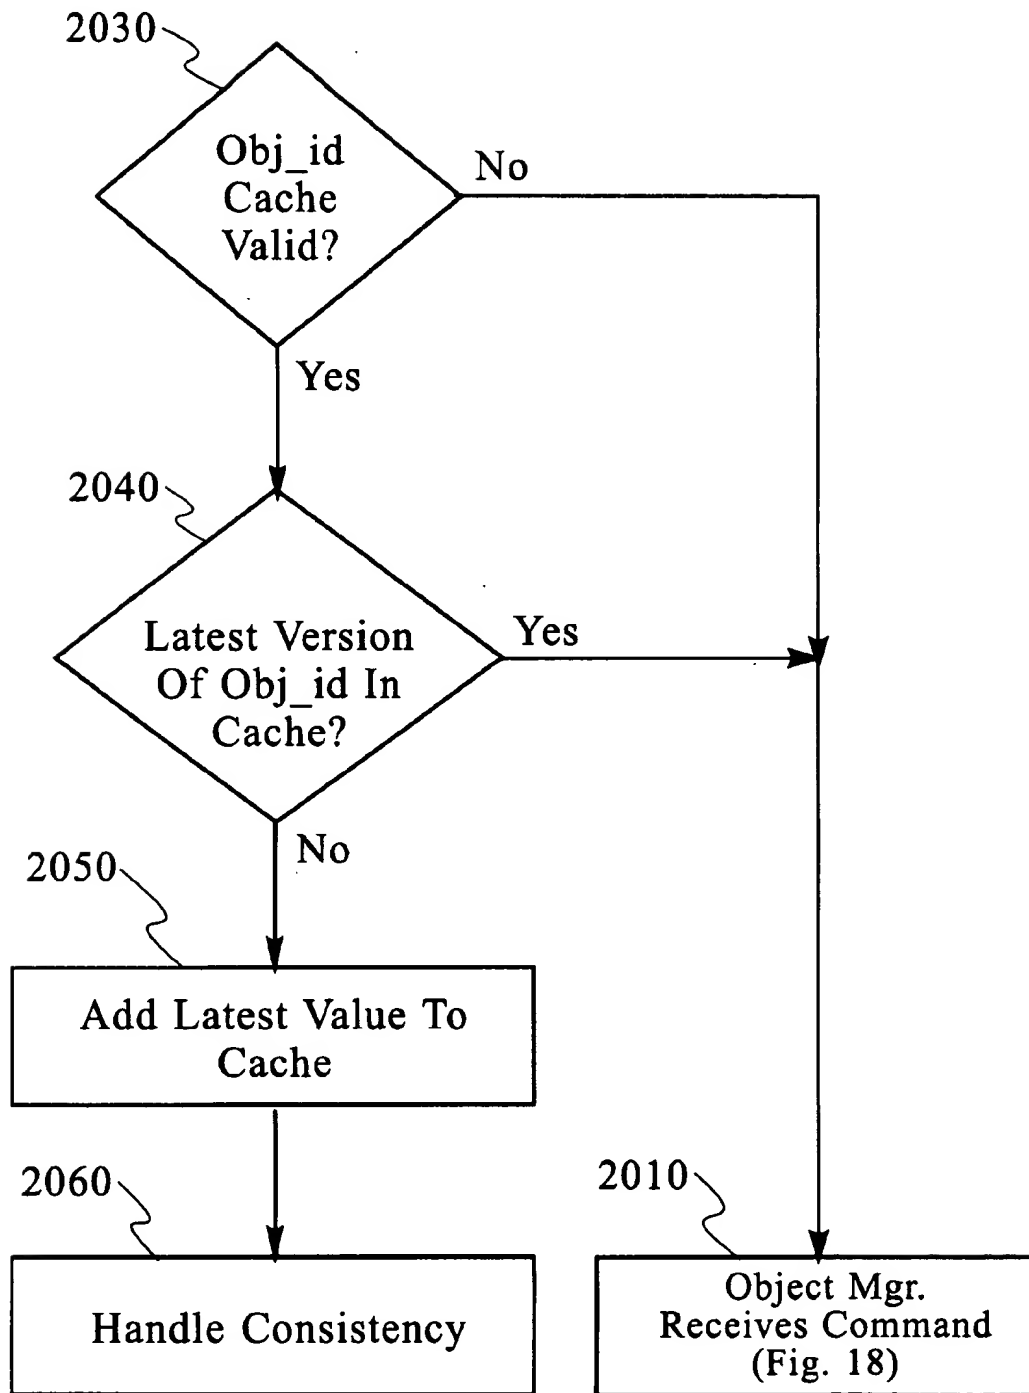 2030
Obj_id
Cache
Valid?
No
Yes
2040
Latest Version
Of Obj_id In
Cache?
Yes
No
2050
Add Latest Value To
Cache
2060
Handle Consistency
2010
Object Mgr.
Receives Command
(Fig. 18)